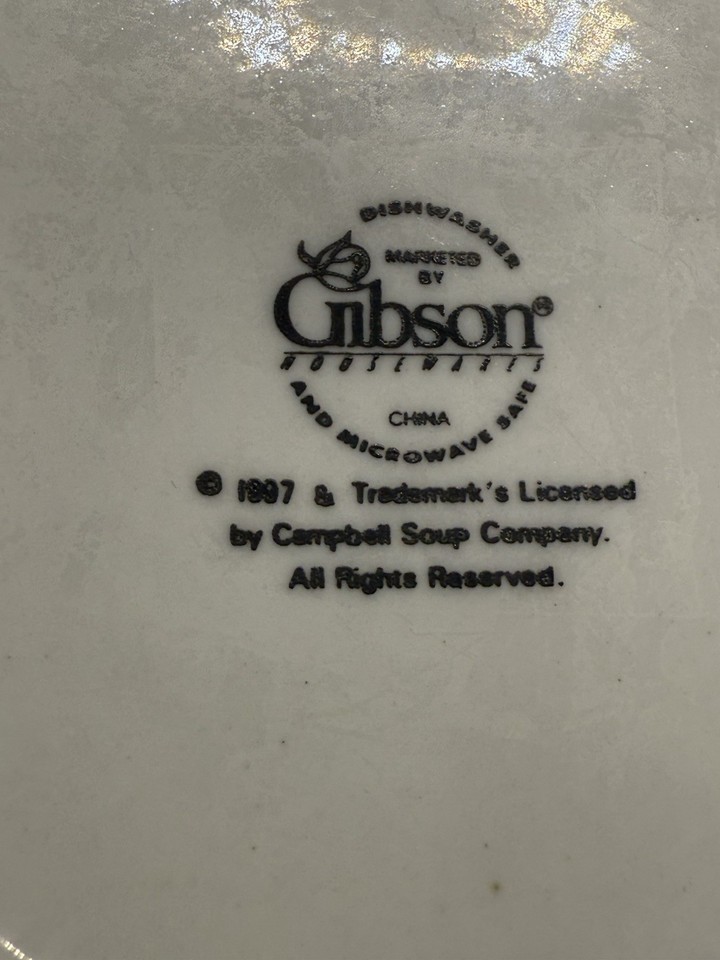 DISHWASHER
MARKETED
BY
Gibson®
HOUSEWARES
CHINA
AND MICROWAVE SAFE
© 1997 & Trademark's Licensed
by Campbell Soup Company.
All Rights Reserved.